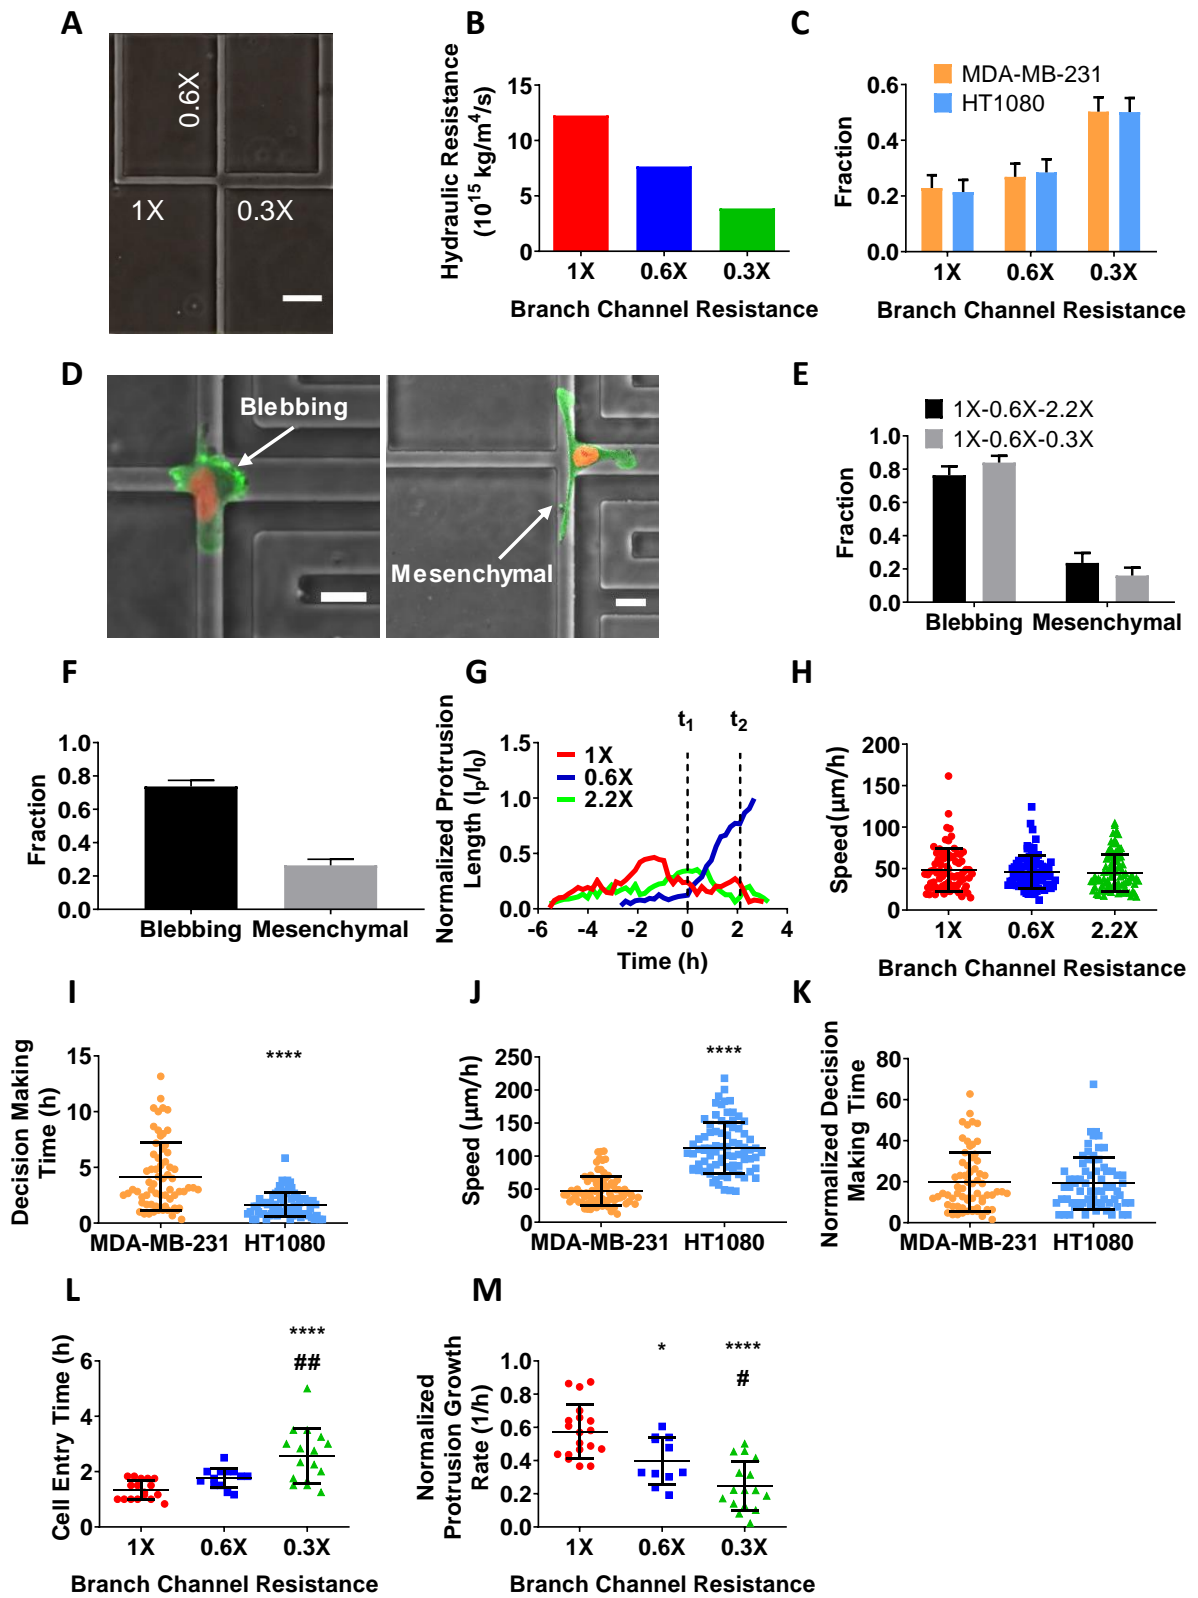 A
0.6X
1X
0.3X
B
Hydraulic Resistance
(10^15 kg/m^4/s)
15
10
5
0
1X
0.6X
0.3X
Branch Channel Resistance
C
MDA-MB-231
HT1080
Fraction
0.6
0.4
0.2
0.0
1X
0.6X
0.3X
Branch Channel Resistance
D
Blebbing
Mesenchymal
E
1X-0.6X-2.2X
1X-0.6X-0.3X
Fraction
1.0
0.8
0.6
0.4
0.2
0.0
Blebbing
Mesenchymal
F
Fraction
1.0
0.8
0.6
0.4
0.2
0.0
Blebbing
Mesenchymal
G
Normalized Protrusion
Length (lp/l0)
t1
t2
1X
0.6X
2.2X
1.5
1.0
0.5
0.0
-6 -4 -2 0 2 4
Time (h)
H
Speed (μm/h)
200
150
100
50
0
1X
0.6X
2.2X
Branch Channel Resistance
I
Decision Making
Time (h)
****
15
10
5
0
MDA-MB-231
HT1080
J
Speed (μm/h)
****
250
200
150
100
50
0
MDA-MB-231
HT1080
K
Normalized Decision
Making Time
80
60
40
20
0
MDA-MB-231
HT1080
L
Cell Entry Time (h)
****
##
6
4
2
0
1X
0.6X
0.3X
Branch Channel Resistance
M
Normalized
Protrusion Growth
Rate (1/h)
*
****
#
1.0
0.8
0.6
0.4
0.2
0.0
1X
0.6X
0.3X
Branch Channel Resistance